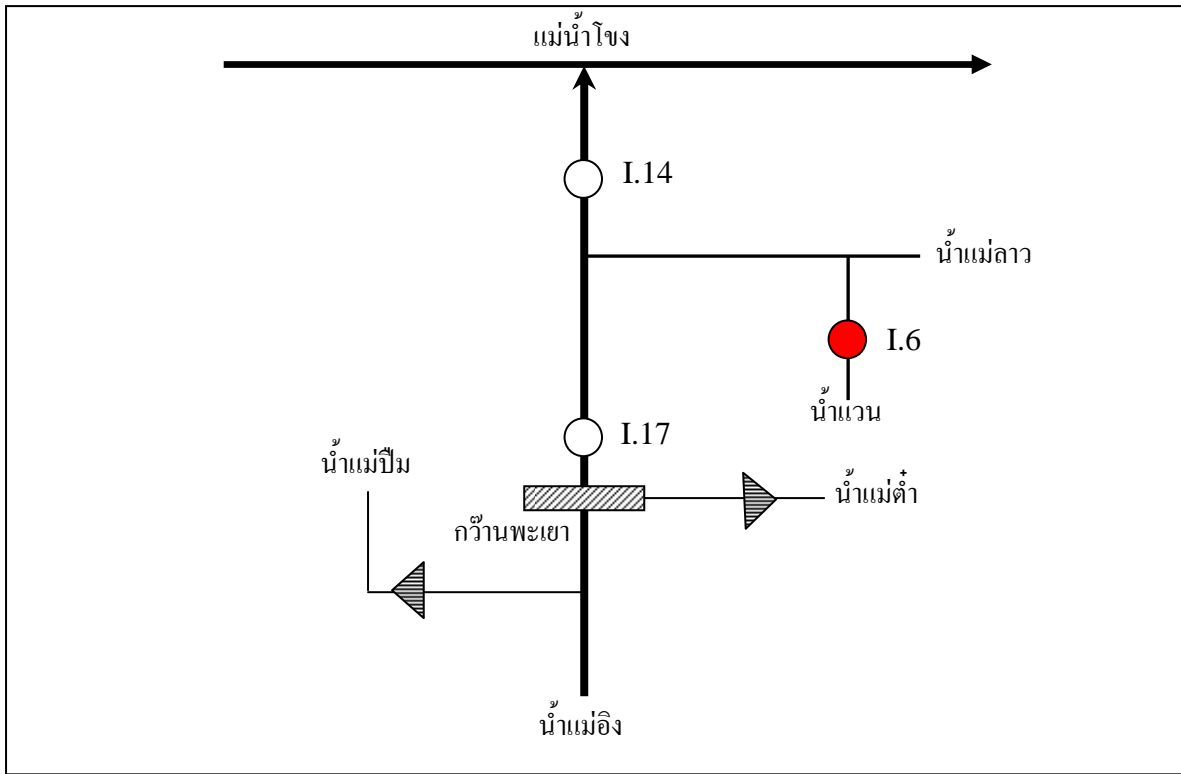 แม่น้ำโขง
I.14
น้ำแม่ลาว
I.6
น้ำแวน
I.17
น้ำแม่ปืม
น้ำแม่ต๋ำ
กว๊านพะเยา
น้ำแม่อิง